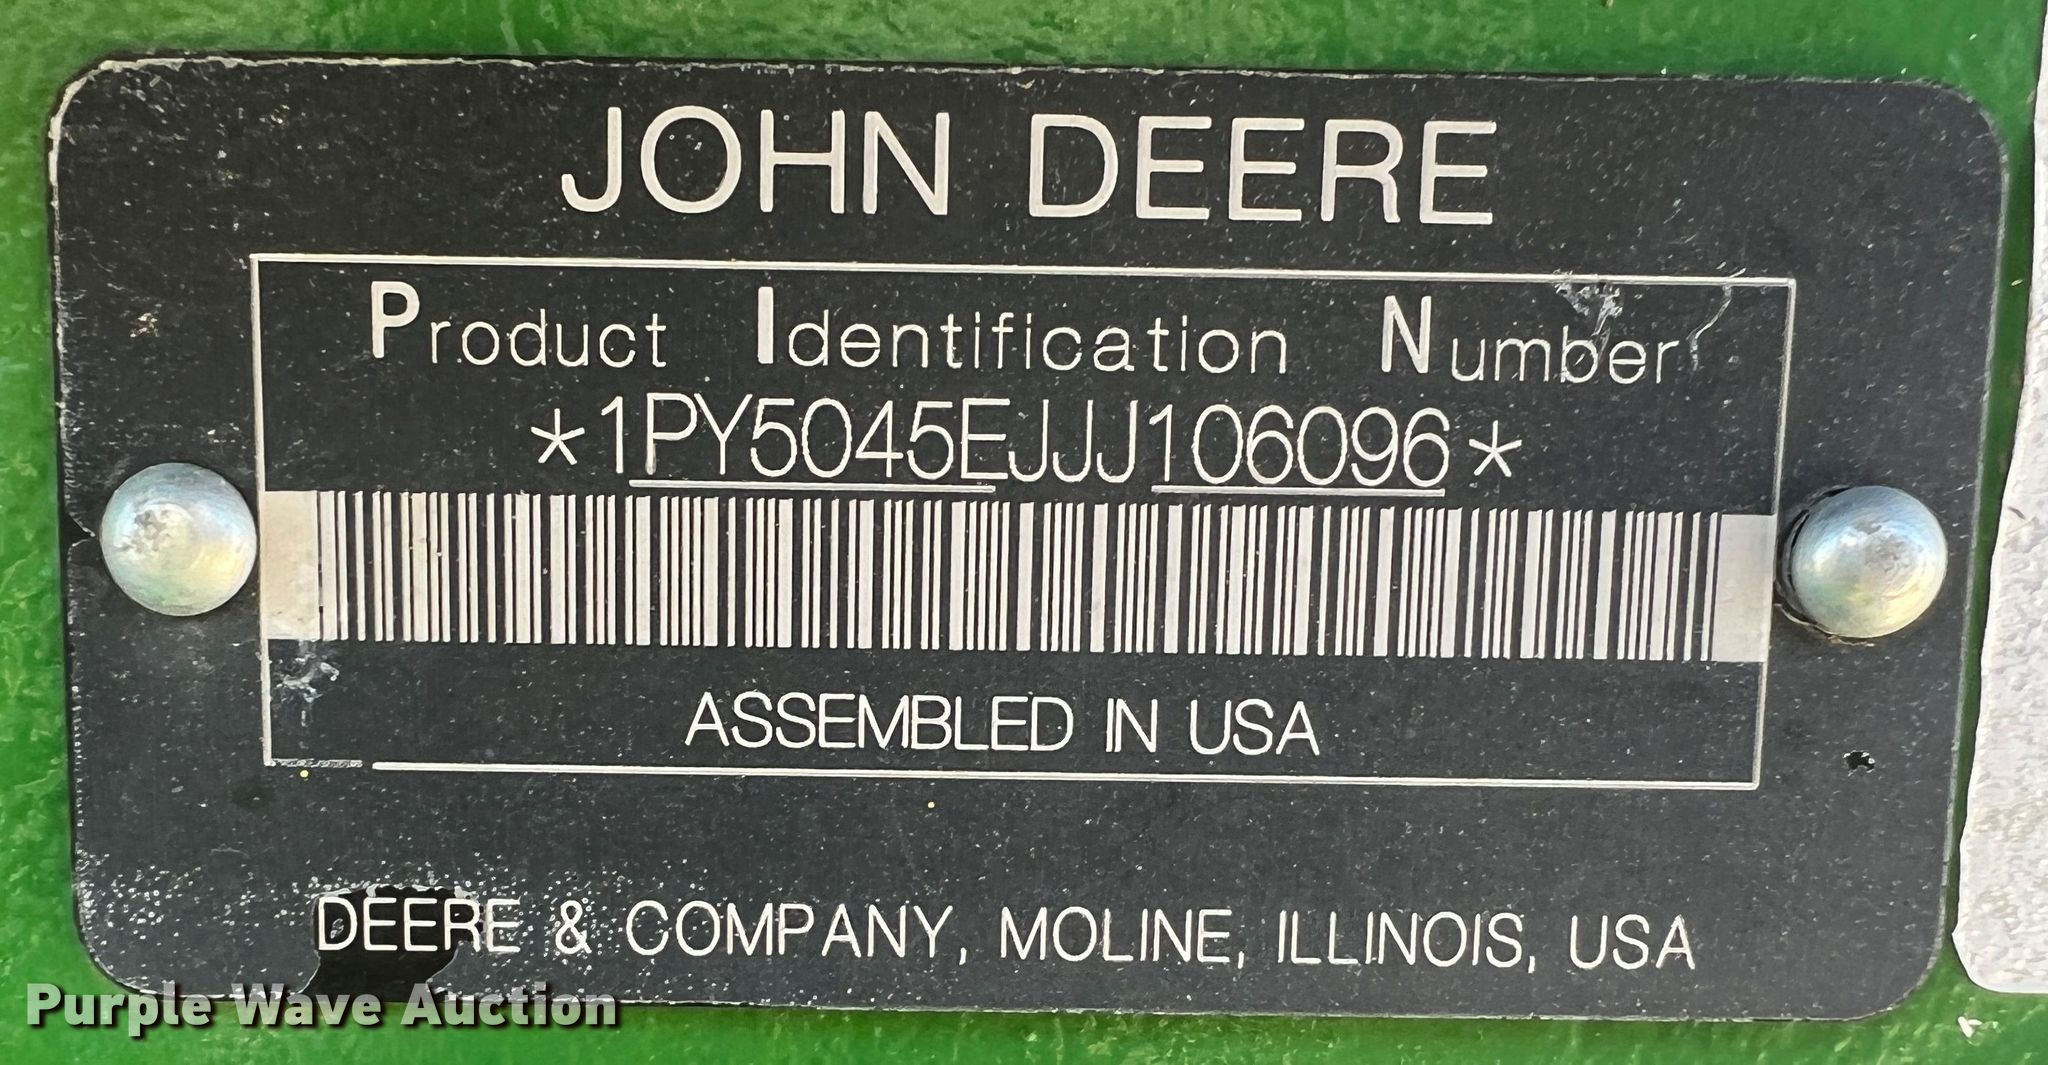 JOHN DEERE
Product Identification Number
*1PY5045EJJJ106096*
ASSEMBLED IN USA
DEERE & COMPANY, MOLINE, ILLINOIS, USA
Purple Wave Auction